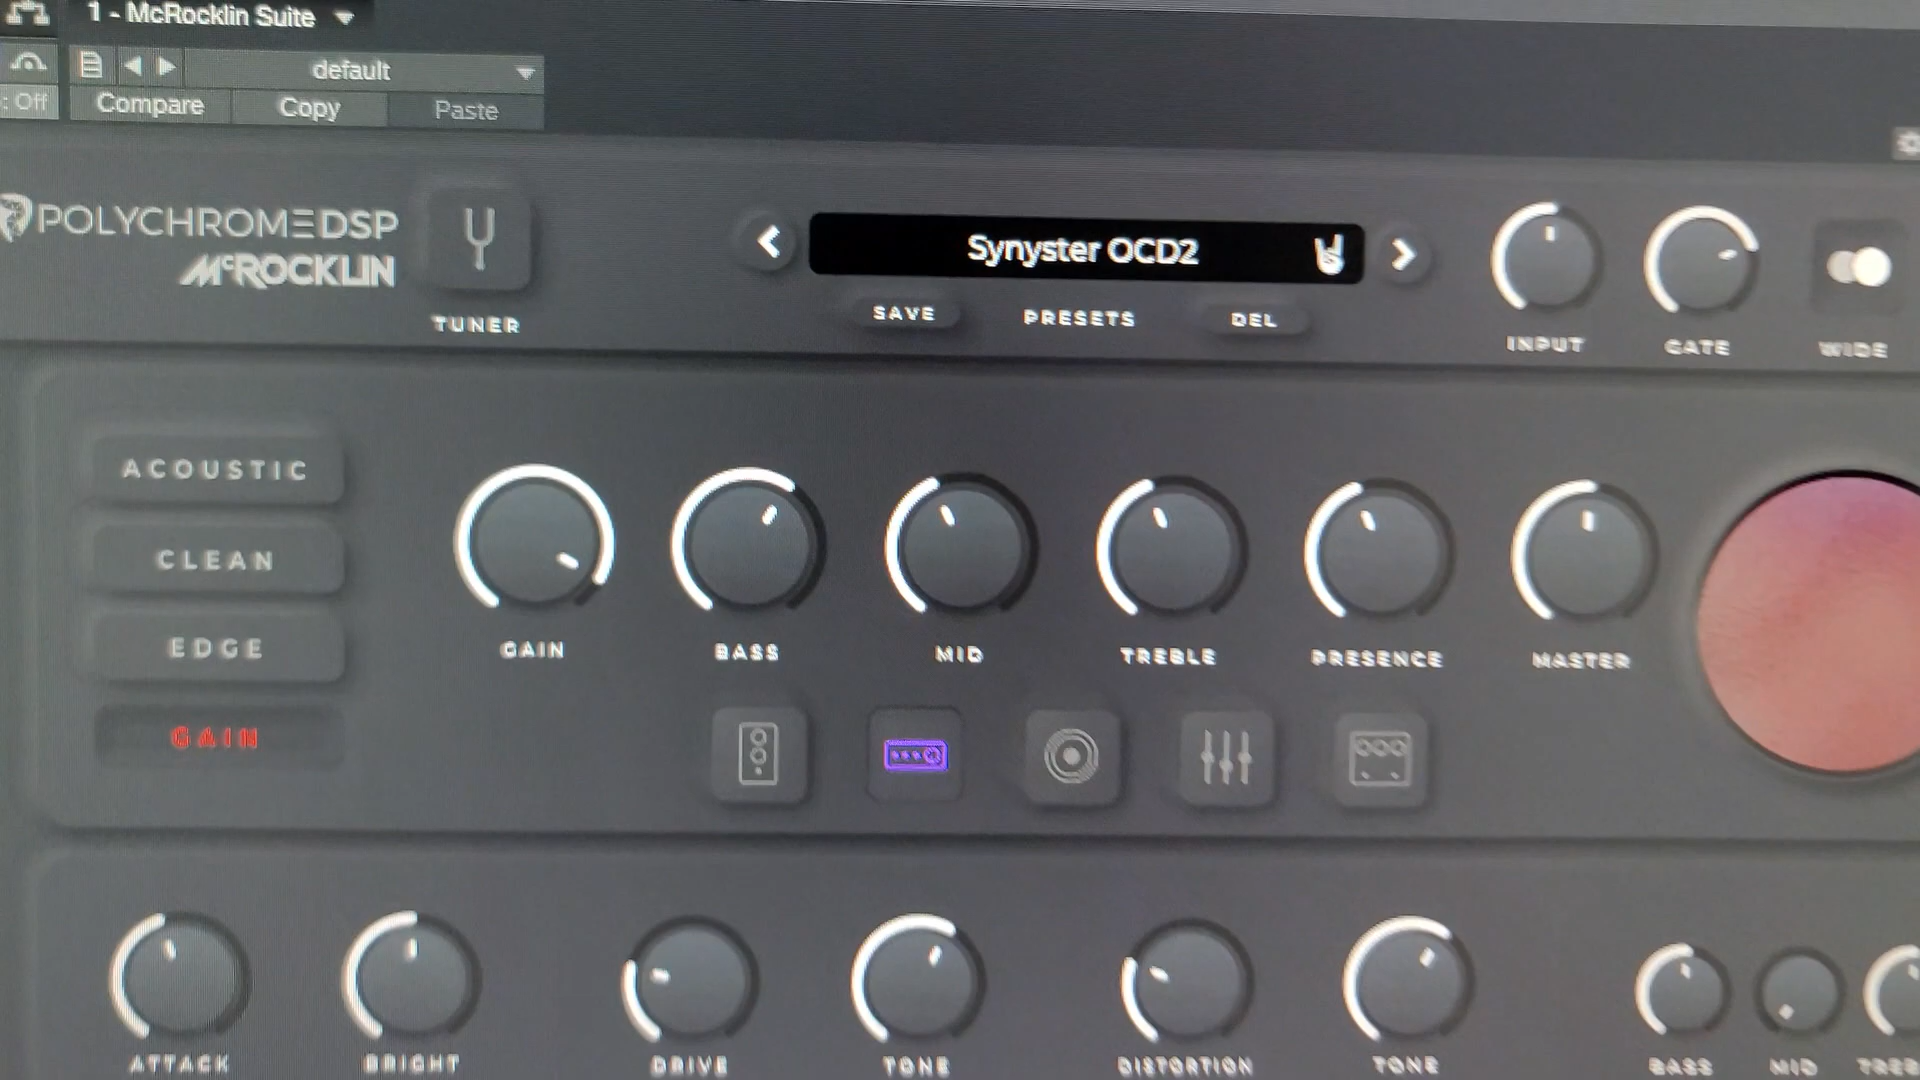 1 - McRocklin Suite
default
: Off
Compare Copy Paste
POLYCHROMEDSP
McROCKLIN
TUNER
Synyster OCD2
SAVE PRESETS DEL
INPUT GATE WIDE
ACOUSTIC
CLEAN
EDGE
GAIN
GAIN BASS MID TREBLE PRESENCE MASTER
ATTACK BRIGHT DRIVE TONE DISTORTION TONE BASS MID TREB